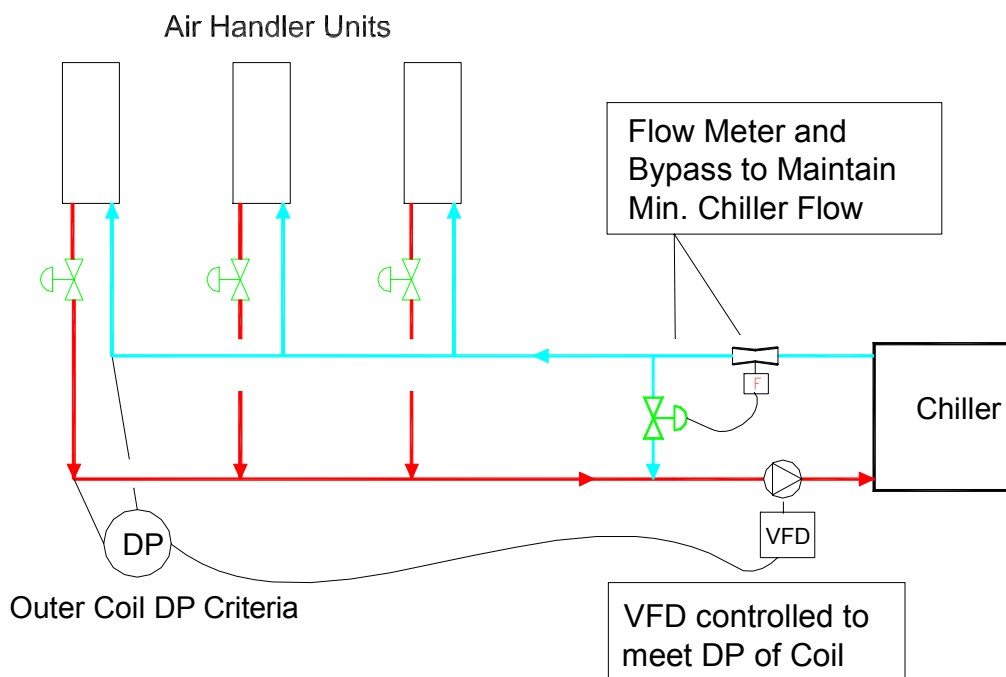 Air Handler Units
Flow Meter and
Bypass to Maintain
Min. Chiller Flow
F
Chiller
DP
VFD
Outer Coil DP Criteria
VFD controlled to
meet DP of Coil